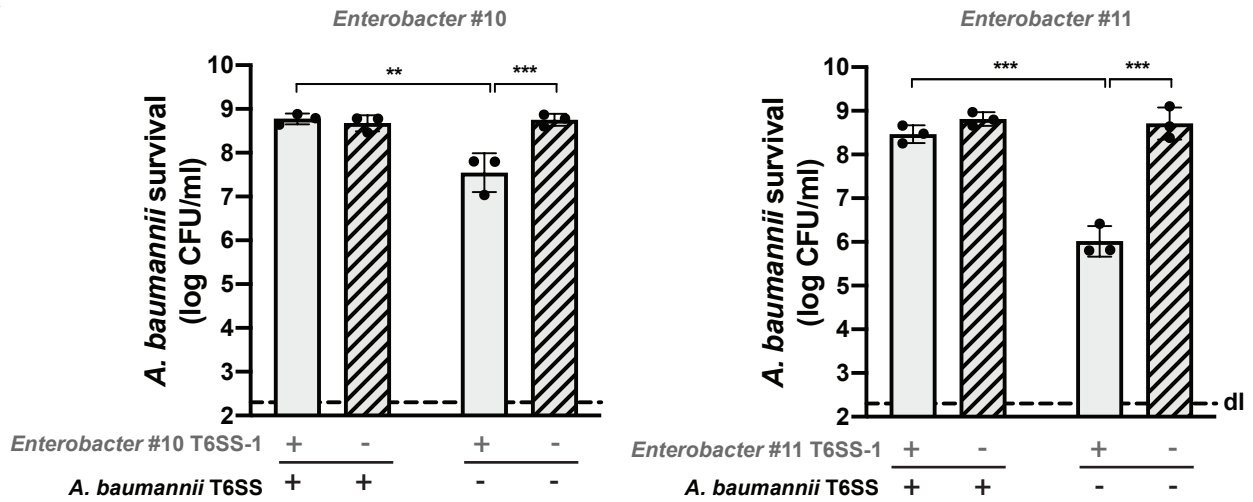 Enterobacter #10
A. baumannii survival
(log CFU/ml)
10
9
8
7
6
5
4
3
2
**
***
Enterobacter #10 T6SS-1
+ - + -
A. baumannii T6SS
+ + - -
Enterobacter #11
A. baumannii survival
(log CFU/ml)
10
9
8
7
6
5
4
3
2
***
***
dl
Enterobacter #11 T6SS-1
+ - + -
A. baumannii T6SS
+ + - -